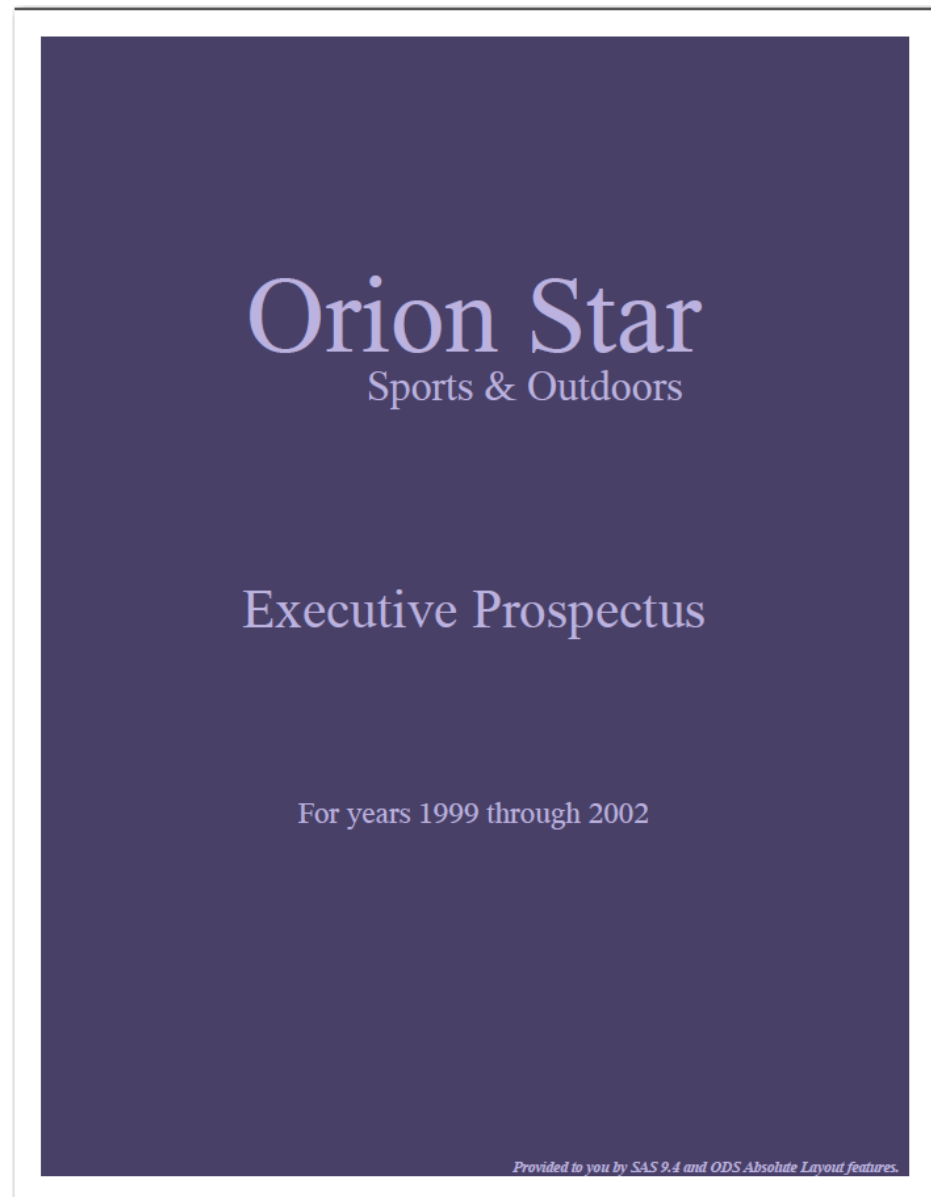 Orion Star
Sports & Outdoors
Executive Prospectus
For years 1999 through 2002
Provided to you by SAS 9.4 and ODS Absolute Layout features.